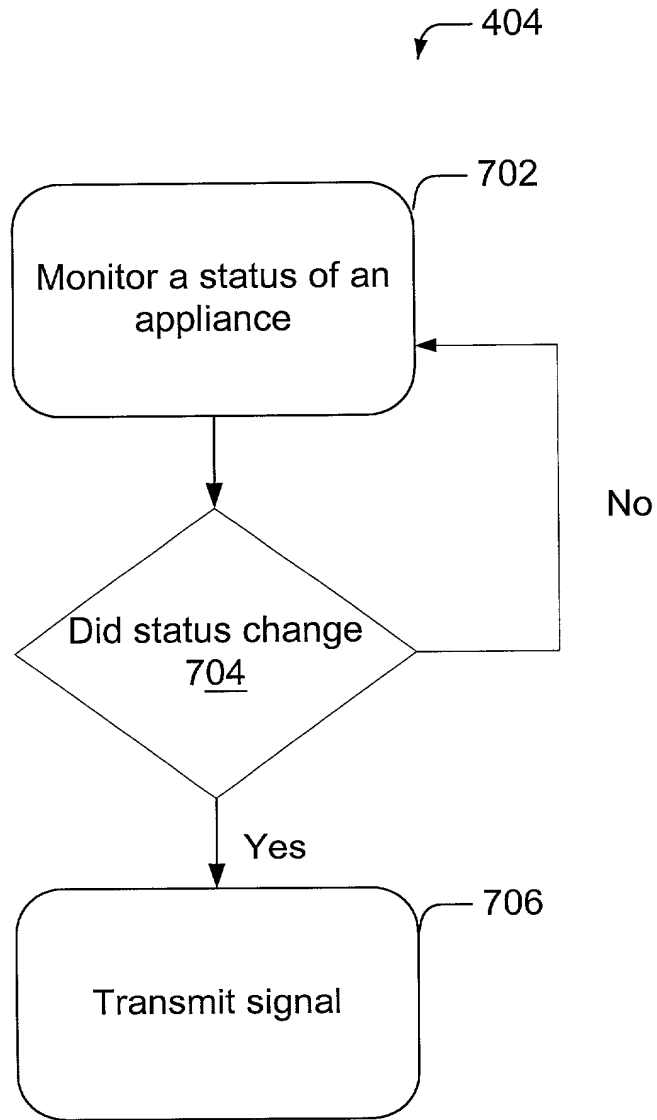 404
702
Monitor a status of an
appliance
No
Did status change
704
Yes
706
Transmit signal